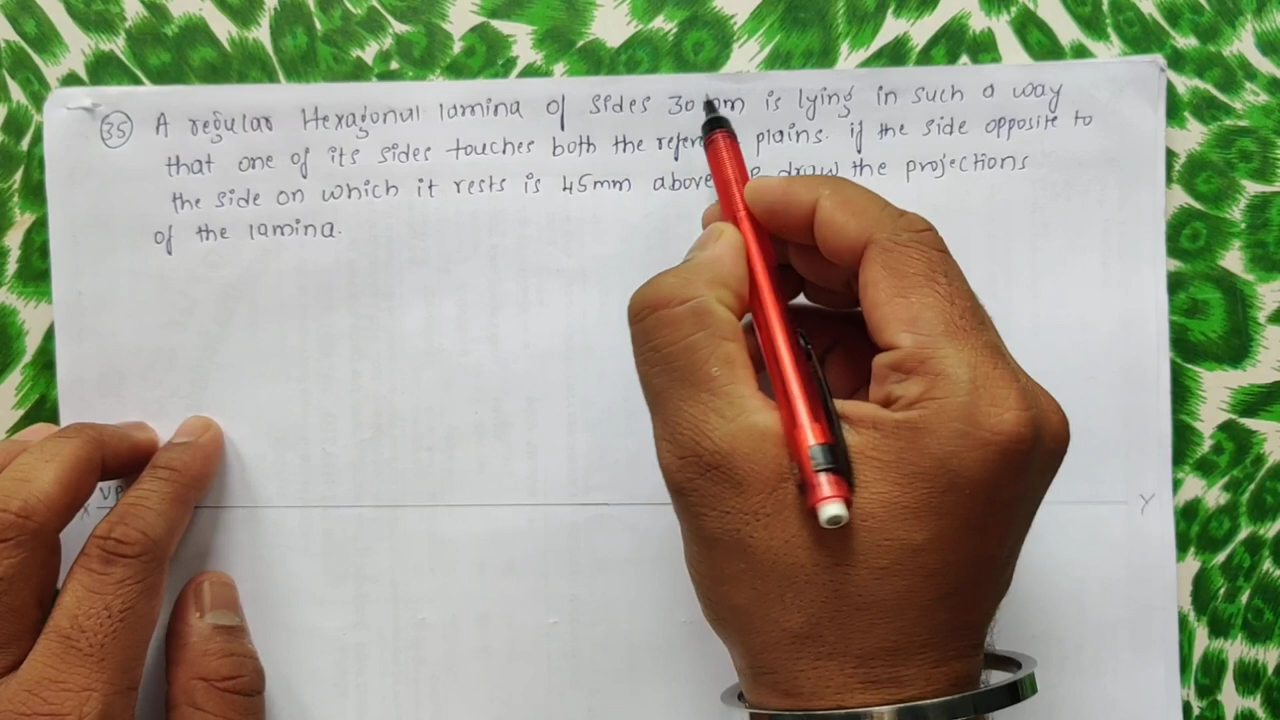 35 A regular Hexagonal lamina of sides 30 mm is lying in such a way
that one of its sides touches both the refer plains. if the side opposite to
the side on which it rests is 45mm above draw the projections
of the lamina.
VP
X Y